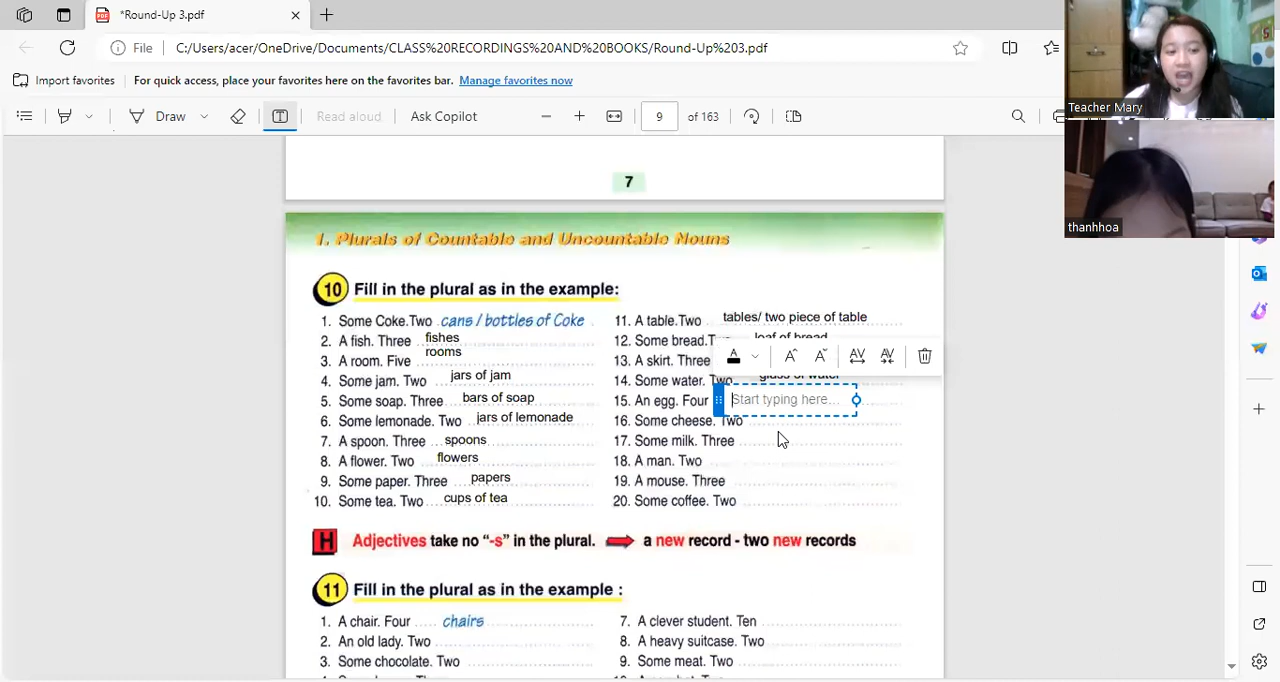 *Round-Up 3.pdf
File C:/Users/acer/OneDrive/Documents/CLASS%20RECORDINGS%20AND%20BOOKS/Round-Up%203.pdf
Import favorites For quick access, place your favorites here on the favorites bar. Manage favorites now
Draw Read aloud Ask Copilot 9 of 163
Teacher Mary
thanhhoa
7
1. Plurals of Countable and Uncountable Nouns
10 Fill in the plural as in the example:
1. Some Coke.Two cans / bottles of Coke
2. A fish. Three fishes
3. A room. Five rooms
4. Some jam. Two jars of jam
5. Some soap. Three bars of soap
6. Some lemonade. Two jars of lemonade
7. A spoon. Three spoons
8. A flower. Two flowers
9. Some paper. Three papers
10. Some tea. Two cups of tea
11. A table.Two tables/ two piece of table
12. Some bread.Two loaf of bread
13. A skirt. Three
14. Some water. Two glass of water
15. An egg. Four Start typing here...
16. Some cheese. Two
17. Some milk. Three
18. A man. Two
19. A mouse. Three
20. Some coffee. Two
H Adjectives take no "-s" in the plural. a new record - two new records
11 Fill in the plural as in the example :
1. A chair. Four chairs
2. An old lady. Two
3. Some chocolate. Two
7. A clever student. Ten
8. A heavy suitcase. Two
9. Some meat. Two